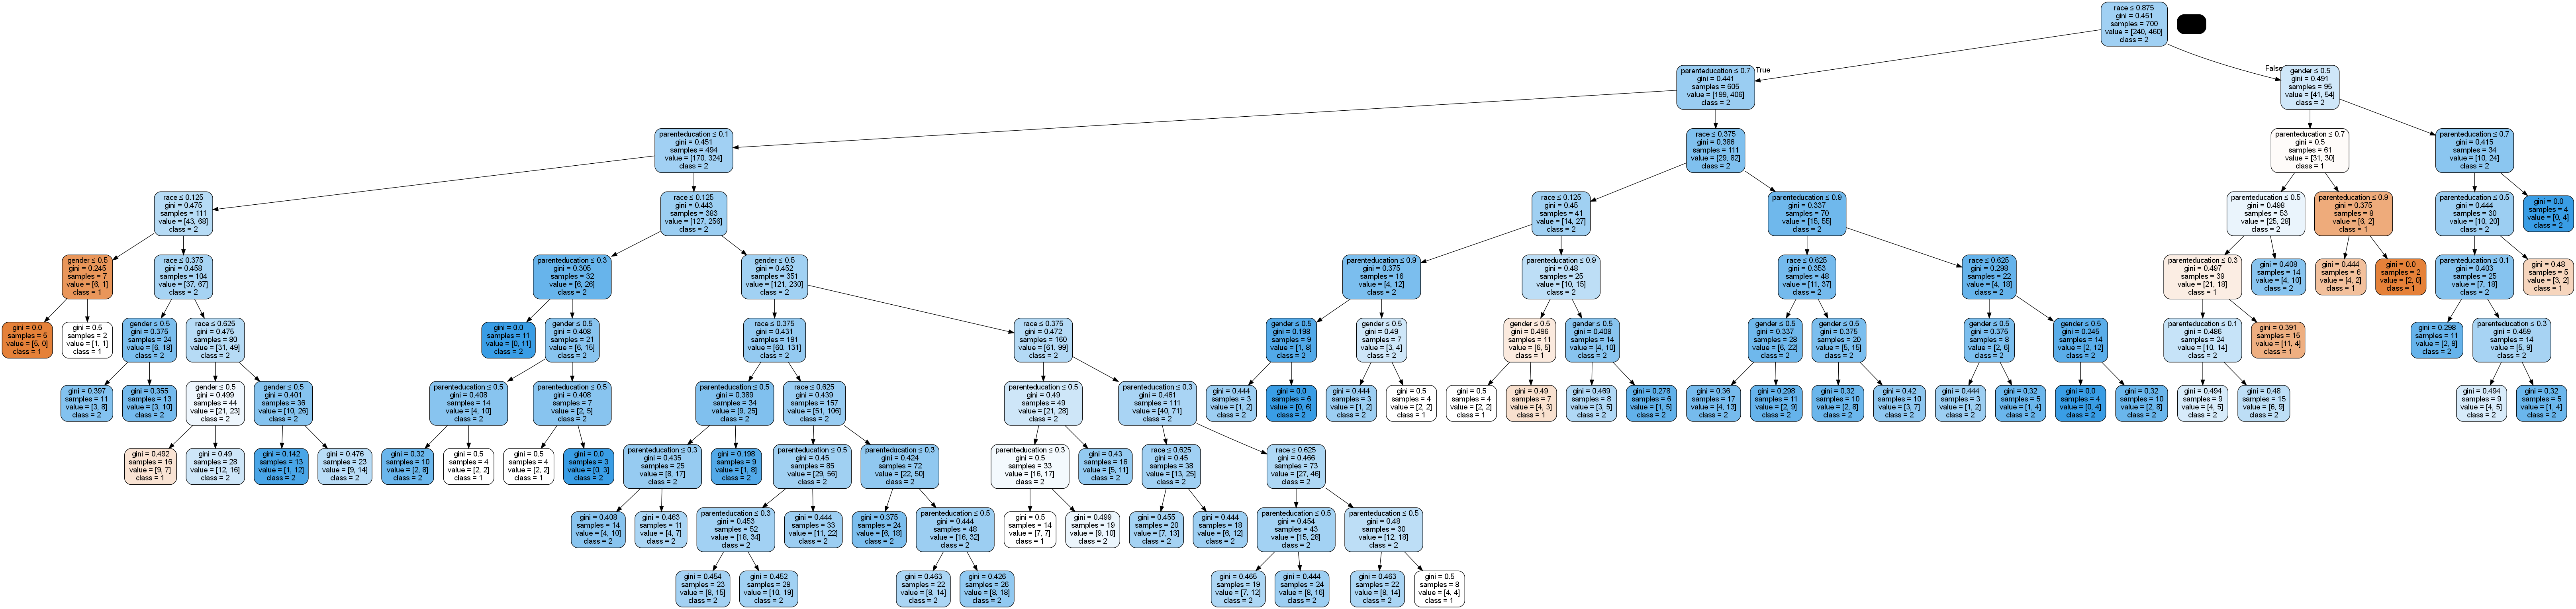 race ≤ 0.875
gini = 0.451
samples = 700
value = [240, 460]
class = 2
True
False
parenteducation ≤ 0.7
gini = 0.441
samples = 605
value = [199, 406]
class = 2
gender ≤ 0.5
gini = 0.491
samples = 95
value = [41, 54]
class = 2
parenteducation ≤ 0.1
gini = 0.451
samples = 494
value = [170, 324]
class = 2
race ≤ 0.375
gini = 0.386
samples = 111
value = [29, 82]
class = 2
parenteducation ≤ 0.7
gini = 0.5
samples = 61
value = [31, 30]
class = 1
parenteducation ≤ 0.7
gini = 0.415
samples = 34
value = [10, 24]
class = 2
race ≤ 0.125
gini = 0.475
samples = 111
value = [43, 68]
class = 2
race ≤ 0.125
gini = 0.443
samples = 383
value = [127, 256]
class = 2
race ≤ 0.125
gini = 0.45
samples = 41
value = [14, 27]
class = 2
parenteducation ≤ 0.9
gini = 0.337
samples = 70
value = [15, 55]
class = 2
parenteducation ≤ 0.5
gini = 0.498
samples = 53
value = [25, 28]
class = 2
parenteducation ≤ 0.9
gini = 0.375
samples = 8
value = [6, 2]
class = 1
parenteducation ≤ 0.5
gini = 0.444
samples = 30
value = [10, 20]
class = 2
gini = 0.0
samples = 4
value = [0, 4]
class = 2
gender ≤ 0.5
gini = 0.245
samples = 7
value = [6, 1]
class = 1
race ≤ 0.375
gini = 0.458
samples = 104
value = [37, 67]
class = 2
parenteducation ≤ 0.3
gini = 0.305
samples = 32
value = [6, 26]
class = 2
gender ≤ 0.5
gini = 0.452
samples = 351
value = [121, 230]
class = 2
parenteducation ≤ 0.9
gini = 0.375
samples = 16
value = [4, 12]
class = 2
parenteducation ≤ 0.9
gini = 0.48
samples = 25
value = [10, 15]
class = 2
race ≤ 0.625
gini = 0.353
samples = 48
value = [11, 37]
class = 2
race ≤ 0.625
gini = 0.298
samples = 22
value = [4, 18]
class = 2
parenteducation ≤ 0.3
gini = 0.497
samples = 39
value = [21, 18]
class = 1
gini = 0.408
samples = 14
value = [4, 10]
class = 2
gini = 0.444
samples = 6
value = [4, 2]
class = 1
gini = 0.0
samples = 2
value = [2, 0]
class = 1
parenteducation ≤ 0.1
gini = 0.403
samples = 25
value = [7, 18]
class = 2
gini = 0.48
samples = 5
value = [3, 2]
class = 1
gini = 0.0
samples = 5
value = [5, 0]
class = 1
gini = 0.5
samples = 2
value = [1, 1]
class = 1
gender ≤ 0.5
gini = 0.375
samples = 24
value = [6, 18]
class = 2
race ≤ 0.625
gini = 0.475
samples = 80
value = [31, 49]
class = 2
gini = 0.0
samples = 11
value = [0, 11]
class = 2
gender ≤ 0.5
gini = 0.408
samples = 21
value = [6, 15]
class = 2
race ≤ 0.375
gini = 0.431
samples = 191
value = [60, 131]
class = 2
race ≤ 0.375
gini = 0.472
samples = 160
value = [61, 99]
class = 2
gender ≤ 0.5
gini = 0.198
samples = 9
value = [1, 8]
class = 2
gender ≤ 0.5
gini = 0.49
samples = 7
value = [3, 4]
class = 2
gender ≤ 0.5
gini = 0.496
samples = 11
value = [6, 5]
class = 1
gender ≤ 0.5
gini = 0.408
samples = 14
value = [4, 10]
class = 2
gender ≤ 0.5
gini = 0.337
samples = 28
value = [6, 22]
class = 2
gender ≤ 0.5
gini = 0.375
samples = 20
value = [5, 15]
class = 2
gender ≤ 0.5
gini = 0.375
samples = 8
value = [2, 6]
class = 2
gender ≤ 0.5
gini = 0.245
samples = 14
value = [2, 12]
class = 2
parenteducation ≤ 0.1
gini = 0.486
samples = 24
value = [10, 14]
class = 2
gini = 0.391
samples = 15
value = [11, 4]
class = 1
gini = 0.298
samples = 11
value = [2, 9]
class = 2
parenteducation ≤ 0.3
gini = 0.459
samples = 14
value = [5, 9]
class = 2
gini = 0.397
samples = 11
value = [3, 8]
class = 2
gini = 0.355
samples = 13
value = [3, 10]
class = 2
gender ≤ 0.5
gini = 0.499
samples = 44
value = [21, 23]
class = 2
gender ≤ 0.5
gini = 0.401
samples = 36
value = [10, 26]
class = 2
parenteducation ≤ 0.5
gini = 0.408
samples = 14
value = [4, 10]
class = 2
parenteducation ≤ 0.5
gini = 0.408
samples = 7
value = [2, 5]
class = 2
parenteducation ≤ 0.5
gini = 0.389
samples = 34
value = [9, 25]
class = 2
race ≤ 0.625
gini = 0.439
samples = 157
value = [51, 106]
class = 2
parenteducation ≤ 0.5
gini = 0.49
samples = 49
value = [21, 28]
class = 2
parenteducation ≤ 0.3
gini = 0.461
samples = 111
value = [40, 71]
class = 2
gini = 0.444
samples = 3
value = [1, 2]
class = 2
gini = 0.0
samples = 6
value = [0, 6]
class = 2
gini = 0.444
samples = 3
value = [1, 2]
class = 2
gini = 0.5
samples = 4
value = [2, 2]
class = 1
gini = 0.5
samples = 4
value = [2, 2]
class = 1
gini = 0.49
samples = 7
value = [4, 3]
class = 1
gini = 0.469
samples = 8
value = [3, 5]
class = 2
gini = 0.278
samples = 6
value = [1, 5]
class = 2
gini = 0.36
samples = 17
value = [4, 13]
class = 2
gini = 0.298
samples = 11
value = [2, 9]
class = 2
gini = 0.32
samples = 10
value = [2, 8]
class = 2
gini = 0.42
samples = 10
value = [3, 7]
class = 2
gini = 0.444
samples = 3
value = [1, 2]
class = 2
gini = 0.32
samples = 5
value = [1, 4]
class = 2
gini = 0.0
samples = 4
value = [0, 4]
class = 2
gini = 0.32
samples = 10
value = [2, 8]
class = 2
gini = 0.494
samples = 9
value = [4, 5]
class = 2
gini = 0.48
samples = 15
value = [6, 9]
class = 2
gini = 0.494
samples = 9
value = [4, 5]
class = 2
gini = 0.32
samples = 5
value = [1, 4]
class = 2
gini = 0.492
samples = 16
value = [9, 7]
class = 1
gini = 0.49
samples = 28
value = [12, 16]
class = 2
gini = 0.142
samples = 13
value = [1, 12]
class = 2
gini = 0.476
samples = 23
value = [9, 14]
class = 2
gini = 0.32
samples = 10
value = [2, 8]
class = 2
gini = 0.5
samples = 4
value = [2, 2]
class = 1
gini = 0.5
samples = 4
value = [2, 2]
class = 1
gini = 0.0
samples = 3
value = [0, 3]
class = 2
parenteducation ≤ 0.3
gini = 0.435
samples = 25
value = [8, 17]
class = 2
gini = 0.198
samples = 9
value = [1, 8]
class = 2
parenteducation ≤ 0.5
gini = 0.45
samples = 85
value = [29, 56]
class = 2
parenteducation ≤ 0.3
gini = 0.424
samples = 72
value = [22, 50]
class = 2
parenteducation ≤ 0.3
gini = 0.5
samples = 33
value = [16, 17]
class = 2
gini = 0.43
samples = 16
value = [5, 11]
class = 2
race ≤ 0.625
gini = 0.45
samples = 38
value = [13, 25]
class = 2
race ≤ 0.625
gini = 0.466
samples = 73
value = [27, 46]
class = 2
gini = 0.408
samples = 14
value = [4, 10]
class = 2
gini = 0.463
samples = 11
value = [4, 7]
class = 2
parenteducation ≤ 0.3
gini = 0.453
samples = 52
value = [18, 34]
class = 2
gini = 0.444
samples = 33
value = [11, 22]
class = 2
gini = 0.375
samples = 24
value = [6, 18]
class = 2
parenteducation ≤ 0.5
gini = 0.444
samples = 48
value = [16, 32]
class = 2
gini = 0.5
samples = 14
value = [7, 7]
class = 1
gini = 0.499
samples = 19
value = [9, 10]
class = 2
gini = 0.455
samples = 20
value = [7, 13]
class = 2
gini = 0.444
samples = 18
value = [6, 12]
class = 2
parenteducation ≤ 0.5
gini = 0.454
samples = 43
value = [15, 28]
class = 2
parenteducation ≤ 0.5
gini = 0.48
samples = 30
value = [12, 18]
class = 2
gini = 0.454
samples = 23
value = [8, 15]
class = 2
gini = 0.452
samples = 29
value = [10, 19]
class = 2
gini = 0.463
samples = 22
value = [8, 14]
class = 2
gini = 0.426
samples = 26
value = [8, 18]
class = 2
gini = 0.465
samples = 19
value = [7, 12]
class = 2
gini = 0.444
samples = 24
value = [8, 16]
class = 2
gini = 0.463
samples = 22
value = [8, 14]
class = 2
gini = 0.5
samples = 8
value = [4, 4]
class = 1